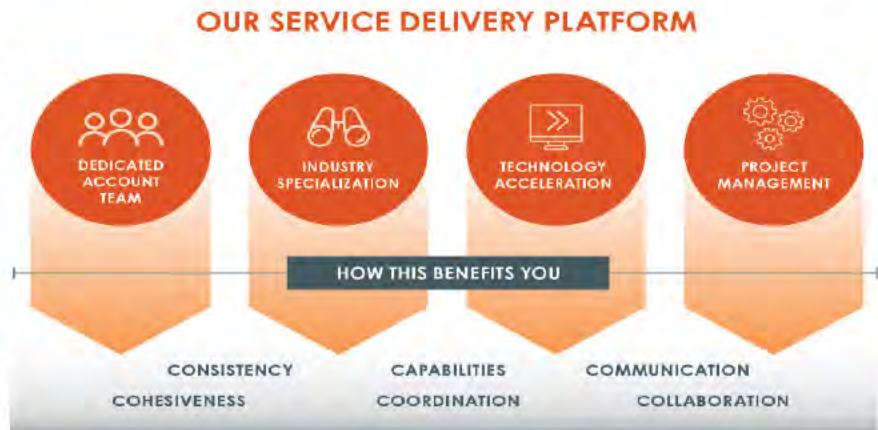 OUR SERVICE DELIVERY PLATFORM
DEDICATED
ACCOUNT
TEAM
INDUSTRY
SPECIALIZATION
TECHNOLOGY
ACCELERATION
PROJECT
MANAGEMENT
HOW THIS BENEFITS YOU
CONSISTENCY CAPABILITIES COMMUNICATION
COHESIVENESS COORDINATION COLLABORATION